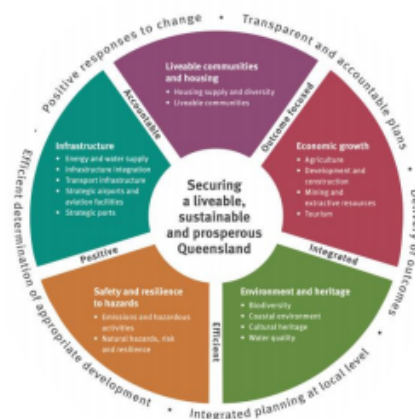 Positive responses to change
Transparent and accountable plans
Delivery of outcomes
Integrated planning at local level
Efficient determination of appropriate development
Liveable communities
and housing
• Housing supply and diversity
• Liveable communities
Outcome focused
Economic growth
• Agriculture
• Development and
construction
• Mining and
extractive resources
• Tourism
Integrated
Environment and heritage
• Biodiversity
• Coastal environment
• Cultural heritage
• Water quality
Efficient
Safety and resilience
to hazards
• Emissions and hazardous
activities
• Natural hazards, risk
and resilience
Positive
Infrastructure
• Energy and water supply
• Infrastructure integration
• Transport infrastructure
• Strategic airports and
aviation facilities
• Strategic ports
Accountable
Securing
a liveable,
sustainable
and prosperous
Queensland